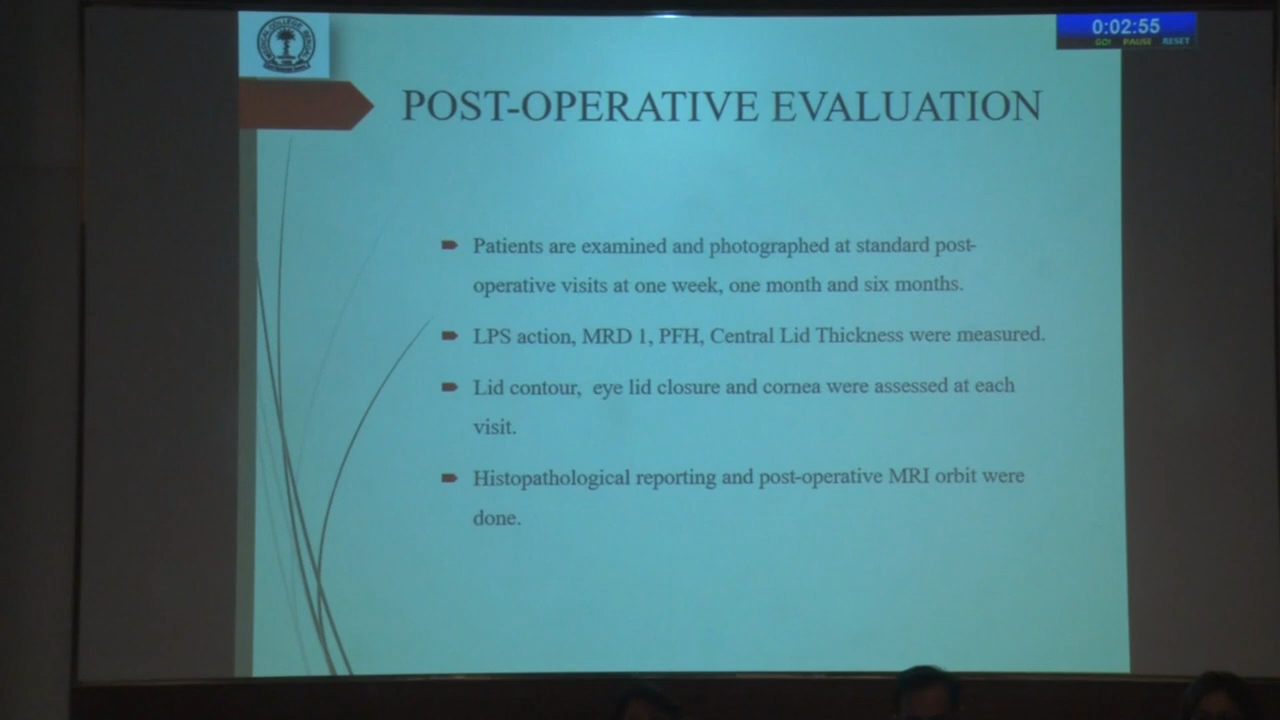 0:02:55
GO! PAUSE RESET
MEDICAL COLLEGE BENGAL
POST-OPERATIVE EVALUATION
Patients are examined and photographed at standard post-
operative visits at one week, one month and six months.
LPS action, MRD 1, PFH, Central Lid Thickness were measured.
Lid contour, eye lid closure and cornea were assessed at each
visit.
Histopathological reporting and post-operative MRI orbit were
done.